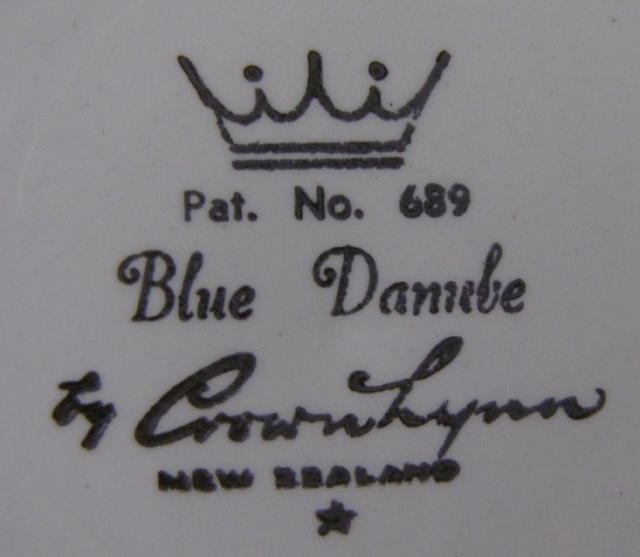 Pat. No. 689
Blue Danube
by Crown Lynn
NEW ZEALAND